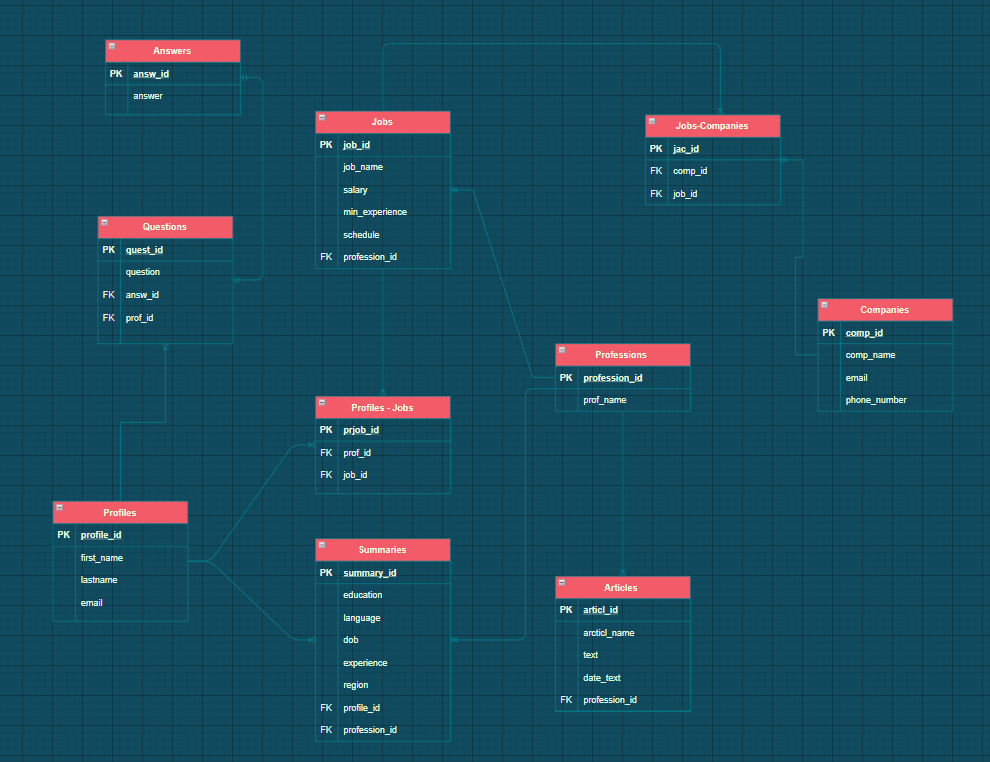 Answers
PK answ_id
answer
Jobs
PK job_id
job_name
salary
min_experience
schedule
FK profession_id
Jobs-Companies
PK jac_id
FK comp_id
FK job_id
Questions
PK quest_id
question
FK answ_id
FK prof_id
Companies
PK comp_id
comp_name
email
phone_number
Professions
PK profession_id
prof_name
Profiles - Jobs
PK prjob_id
FK prof_id
FK job_id
Profiles
PK profile_id
first_name
lastname
email
Summaries
PK summary_id
education
language
dob
experience
region
FK profile_id
FK profession_id
Articles
PK articl_id
arcticl_name
text
date_text
FK profession_id